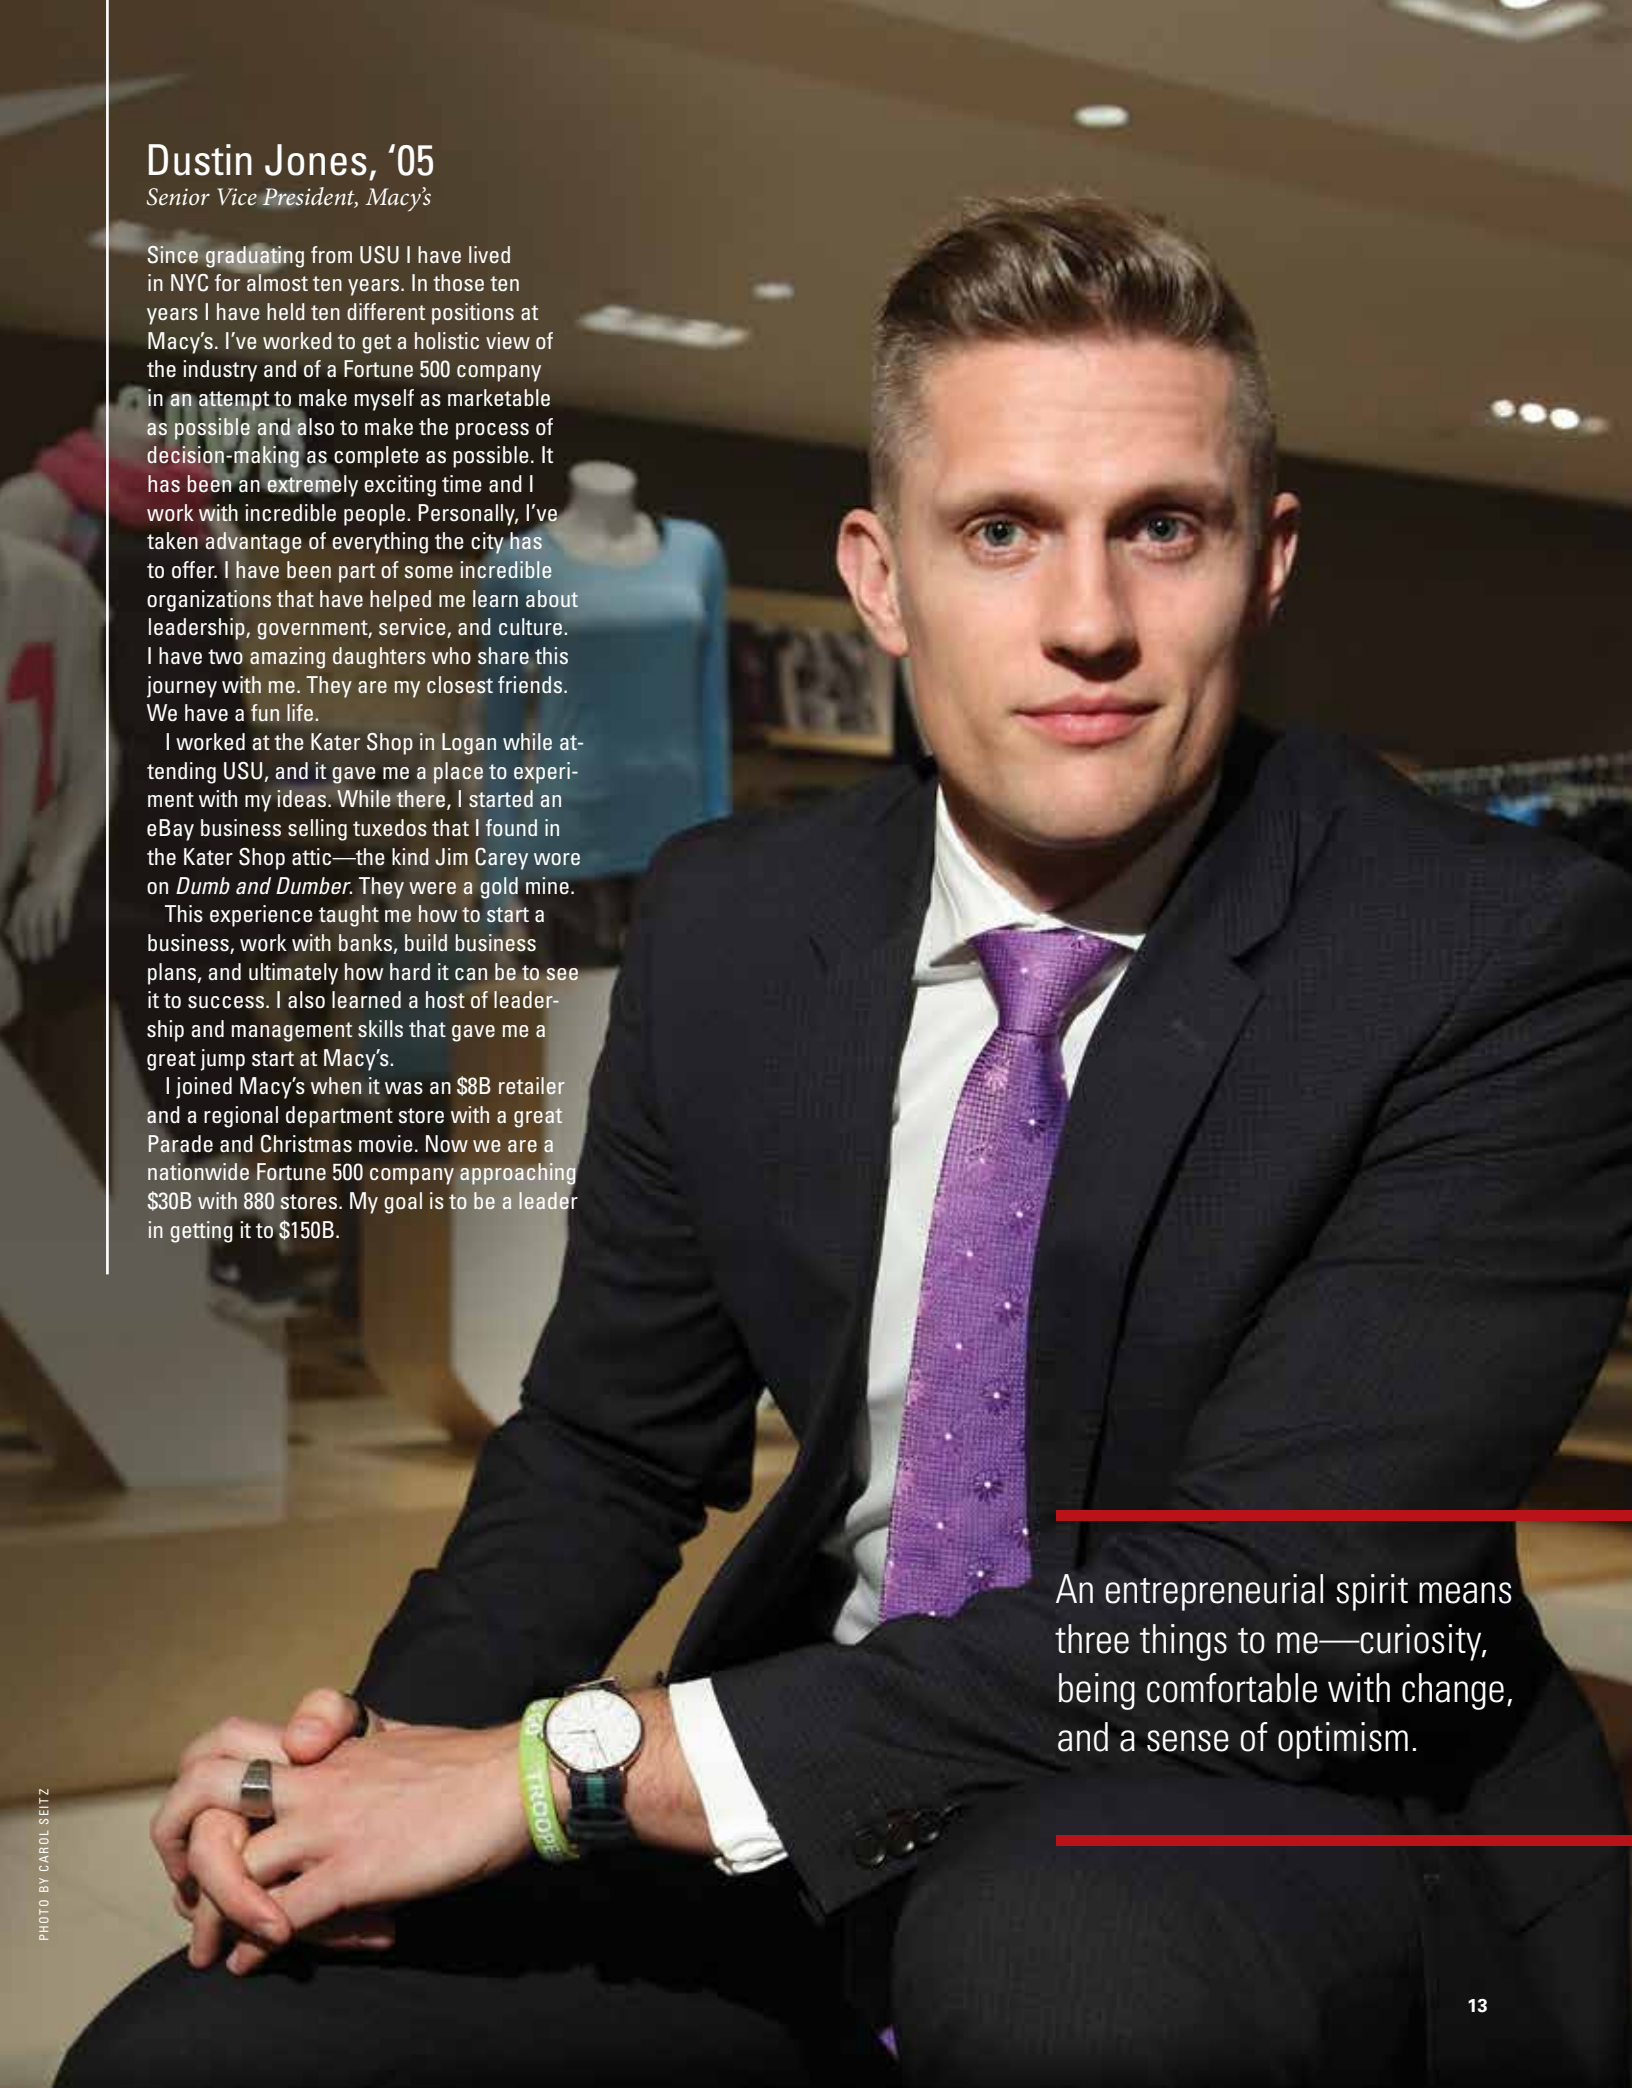 Dustin Jones, ‘05
Senior Vice President, Macy’s
Since graduating from USU I have lived
in NYC for almost ten years. In those ten
years I have held ten different positions at
Macy’s. I’ve worked to get a holistic view of
the industry and of a Fortune 500 company
in an attempt to make myself as marketable
as possible and also to make the process of
decision-making as complete as possible. It
has been an extremely exciting time and I
work with incredible people. Personally, I’ve
taken advantage of everything the city has
to offer. I have been part of some incredible
organizations that have helped me learn about
leadership, government, service, and culture.
I have two amazing daughters who share this
journey with me. They are my closest friends.
We have a fun life.
I worked at the Kater Shop in Logan while at-
tending USU, and it gave me a place to experi-
ment with my ideas. While there, I started an
eBay business selling tuxedos that I found in
the Kater Shop attic—the kind Jim Carey wore
on Dumb and Dumber. They were a gold mine.
This experience taught me how to start a
business, work with banks, build business
plans, and ultimately how hard it can be to see
it to success. I also learned a host of leader-
ship and management skills that gave me a
great jump start at Macy’s.
I joined Macy’s when it was an $8B retailer
and a regional department store with a great
Parade and Christmas movie. Now we are a
nationwide Fortune 500 company approaching
$30B with 880 stores. My goal is to be a leader
in getting it to $150B.
An entrepreneurial spirit means
three things to me—curiosity,
being comfortable with change,
and a sense of optimism.
TROOPE
PHOTO BY CAROL SEITZ
13